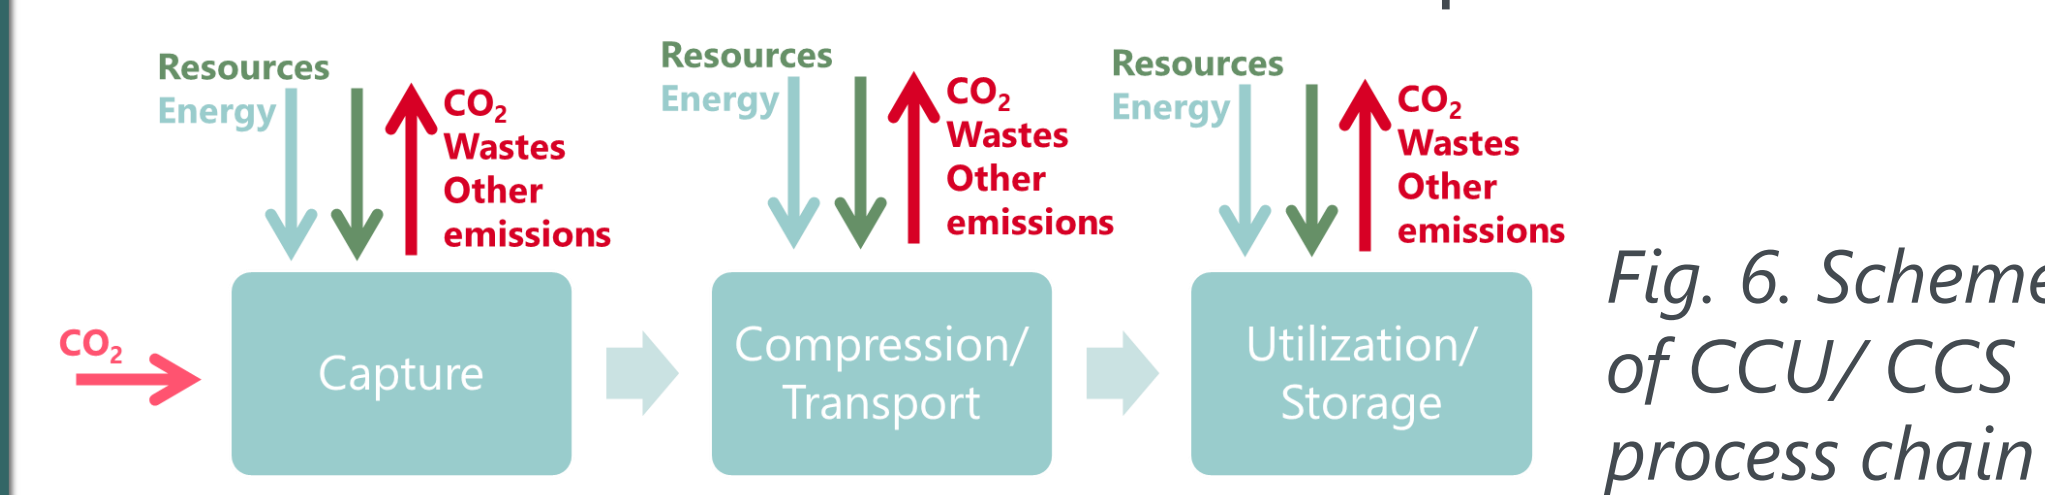 Resources
Energy
CO₂
Wastes
Other
emissions
Resources
Energy
CO₂
Wastes
Other
emissions
Resources
Energy
CO₂
Wastes
Other
emissions
CO₂
Capture
Compression/
Transport
Utilization/
Storage
Fig. 6. Scheme
of CCU/ CCS
process chain